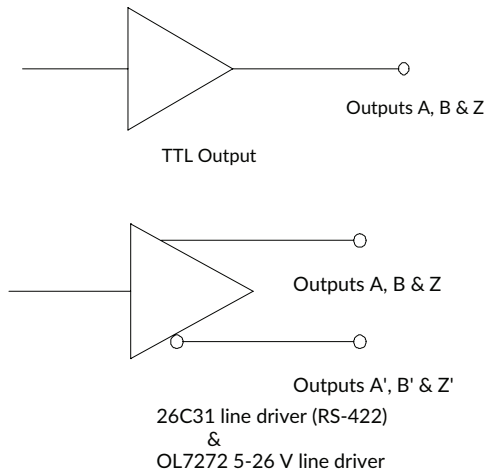 Outputs A, B & Z
TTL Output
Outputs A, B & Z
Outputs A', B' & Z'
26C31 line driver (RS-422)
&
OL7272 5-26 V line driver